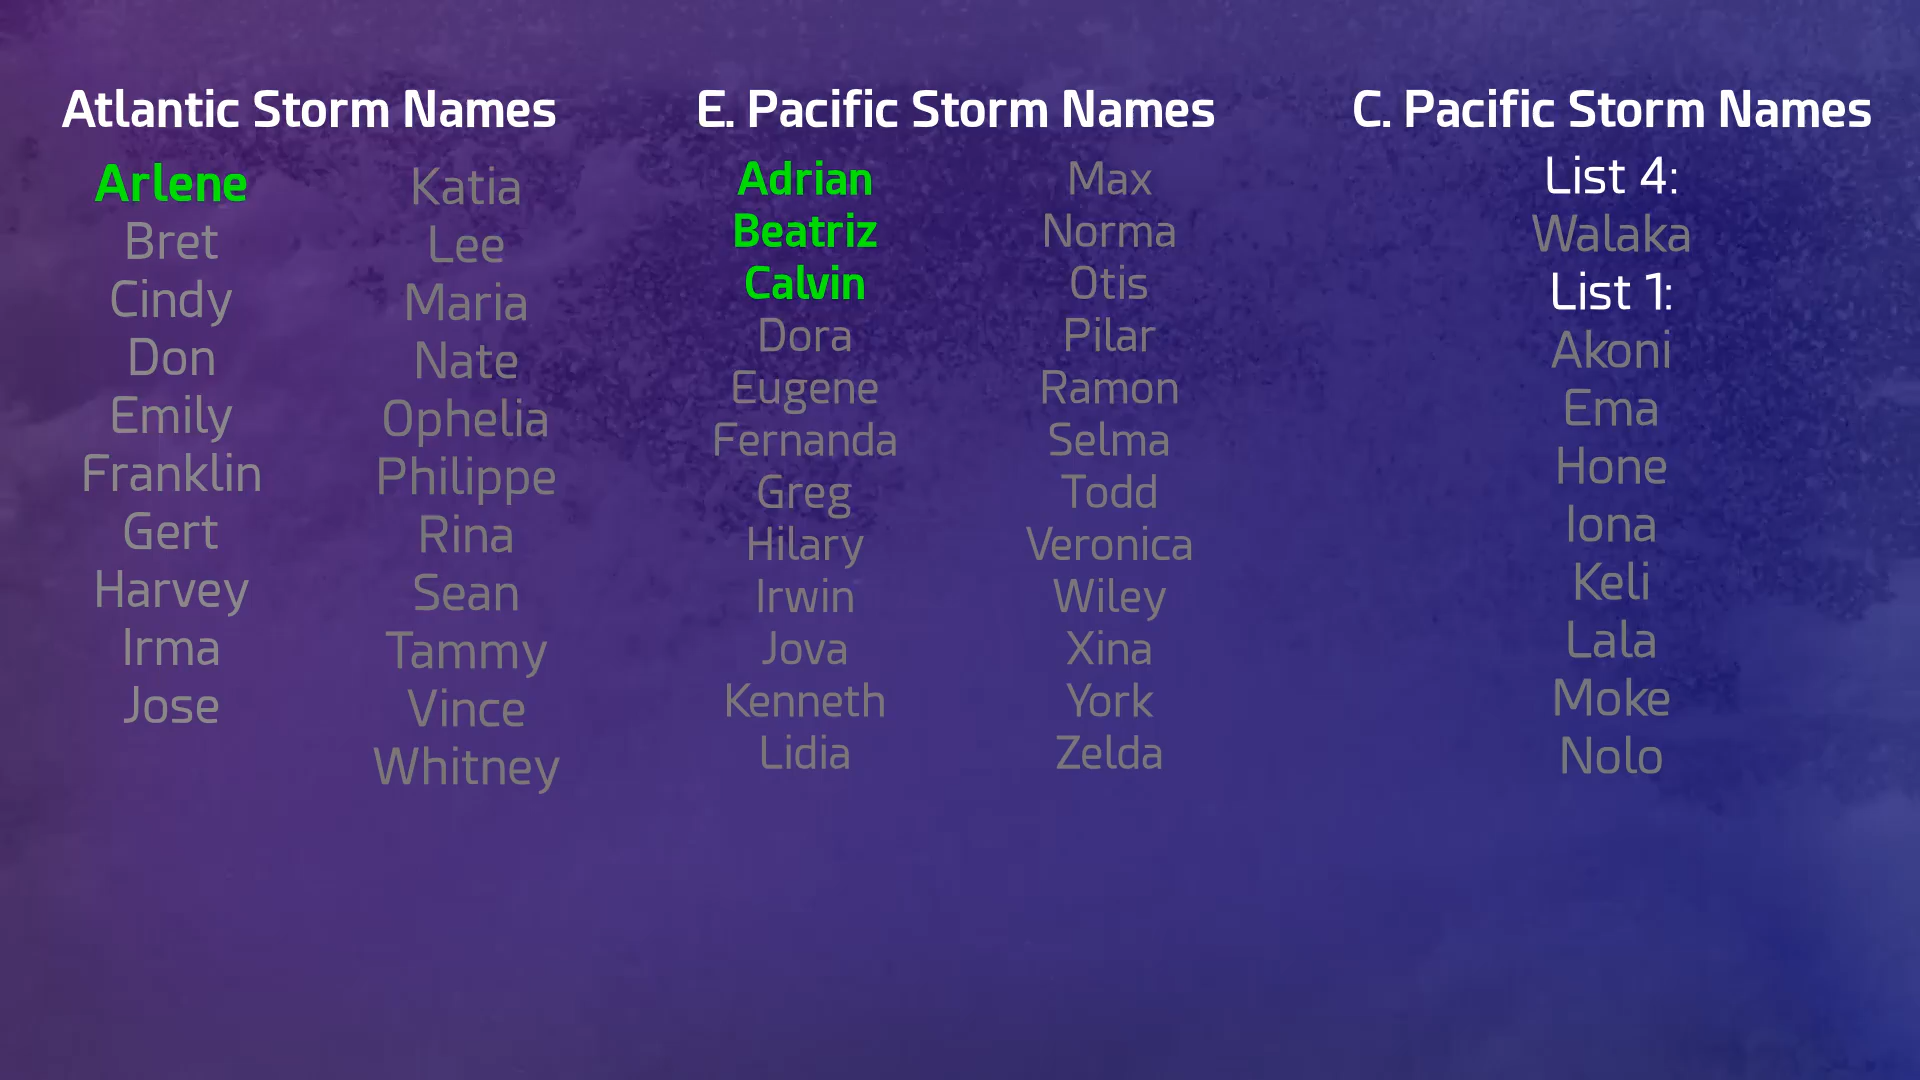 Atlantic Storm Names
Arlene
Bret
Cindy
Don
Emily
Franklin
Gert
Harvey
Irma
Jose
Katia
Lee
Maria
Nate
Ophelia
Philippe
Rina
Sean
Tammy
Vince
Whitney
E. Pacific Storm Names
Adrian
Beatriz
Calvin
Dora
Eugene
Fernanda
Greg
Hilary
Irwin
Jova
Kenneth
Lidia
Max
Norma
Otis
Pilar
Ramon
Selma
Todd
Veronica
Wiley
Xina
York
Zelda
C. Pacific Storm Names
List 4:
Walaka
List 1:
Akoni
Ema
Hone
Iona
Keli
Lala
Moke
Nolo